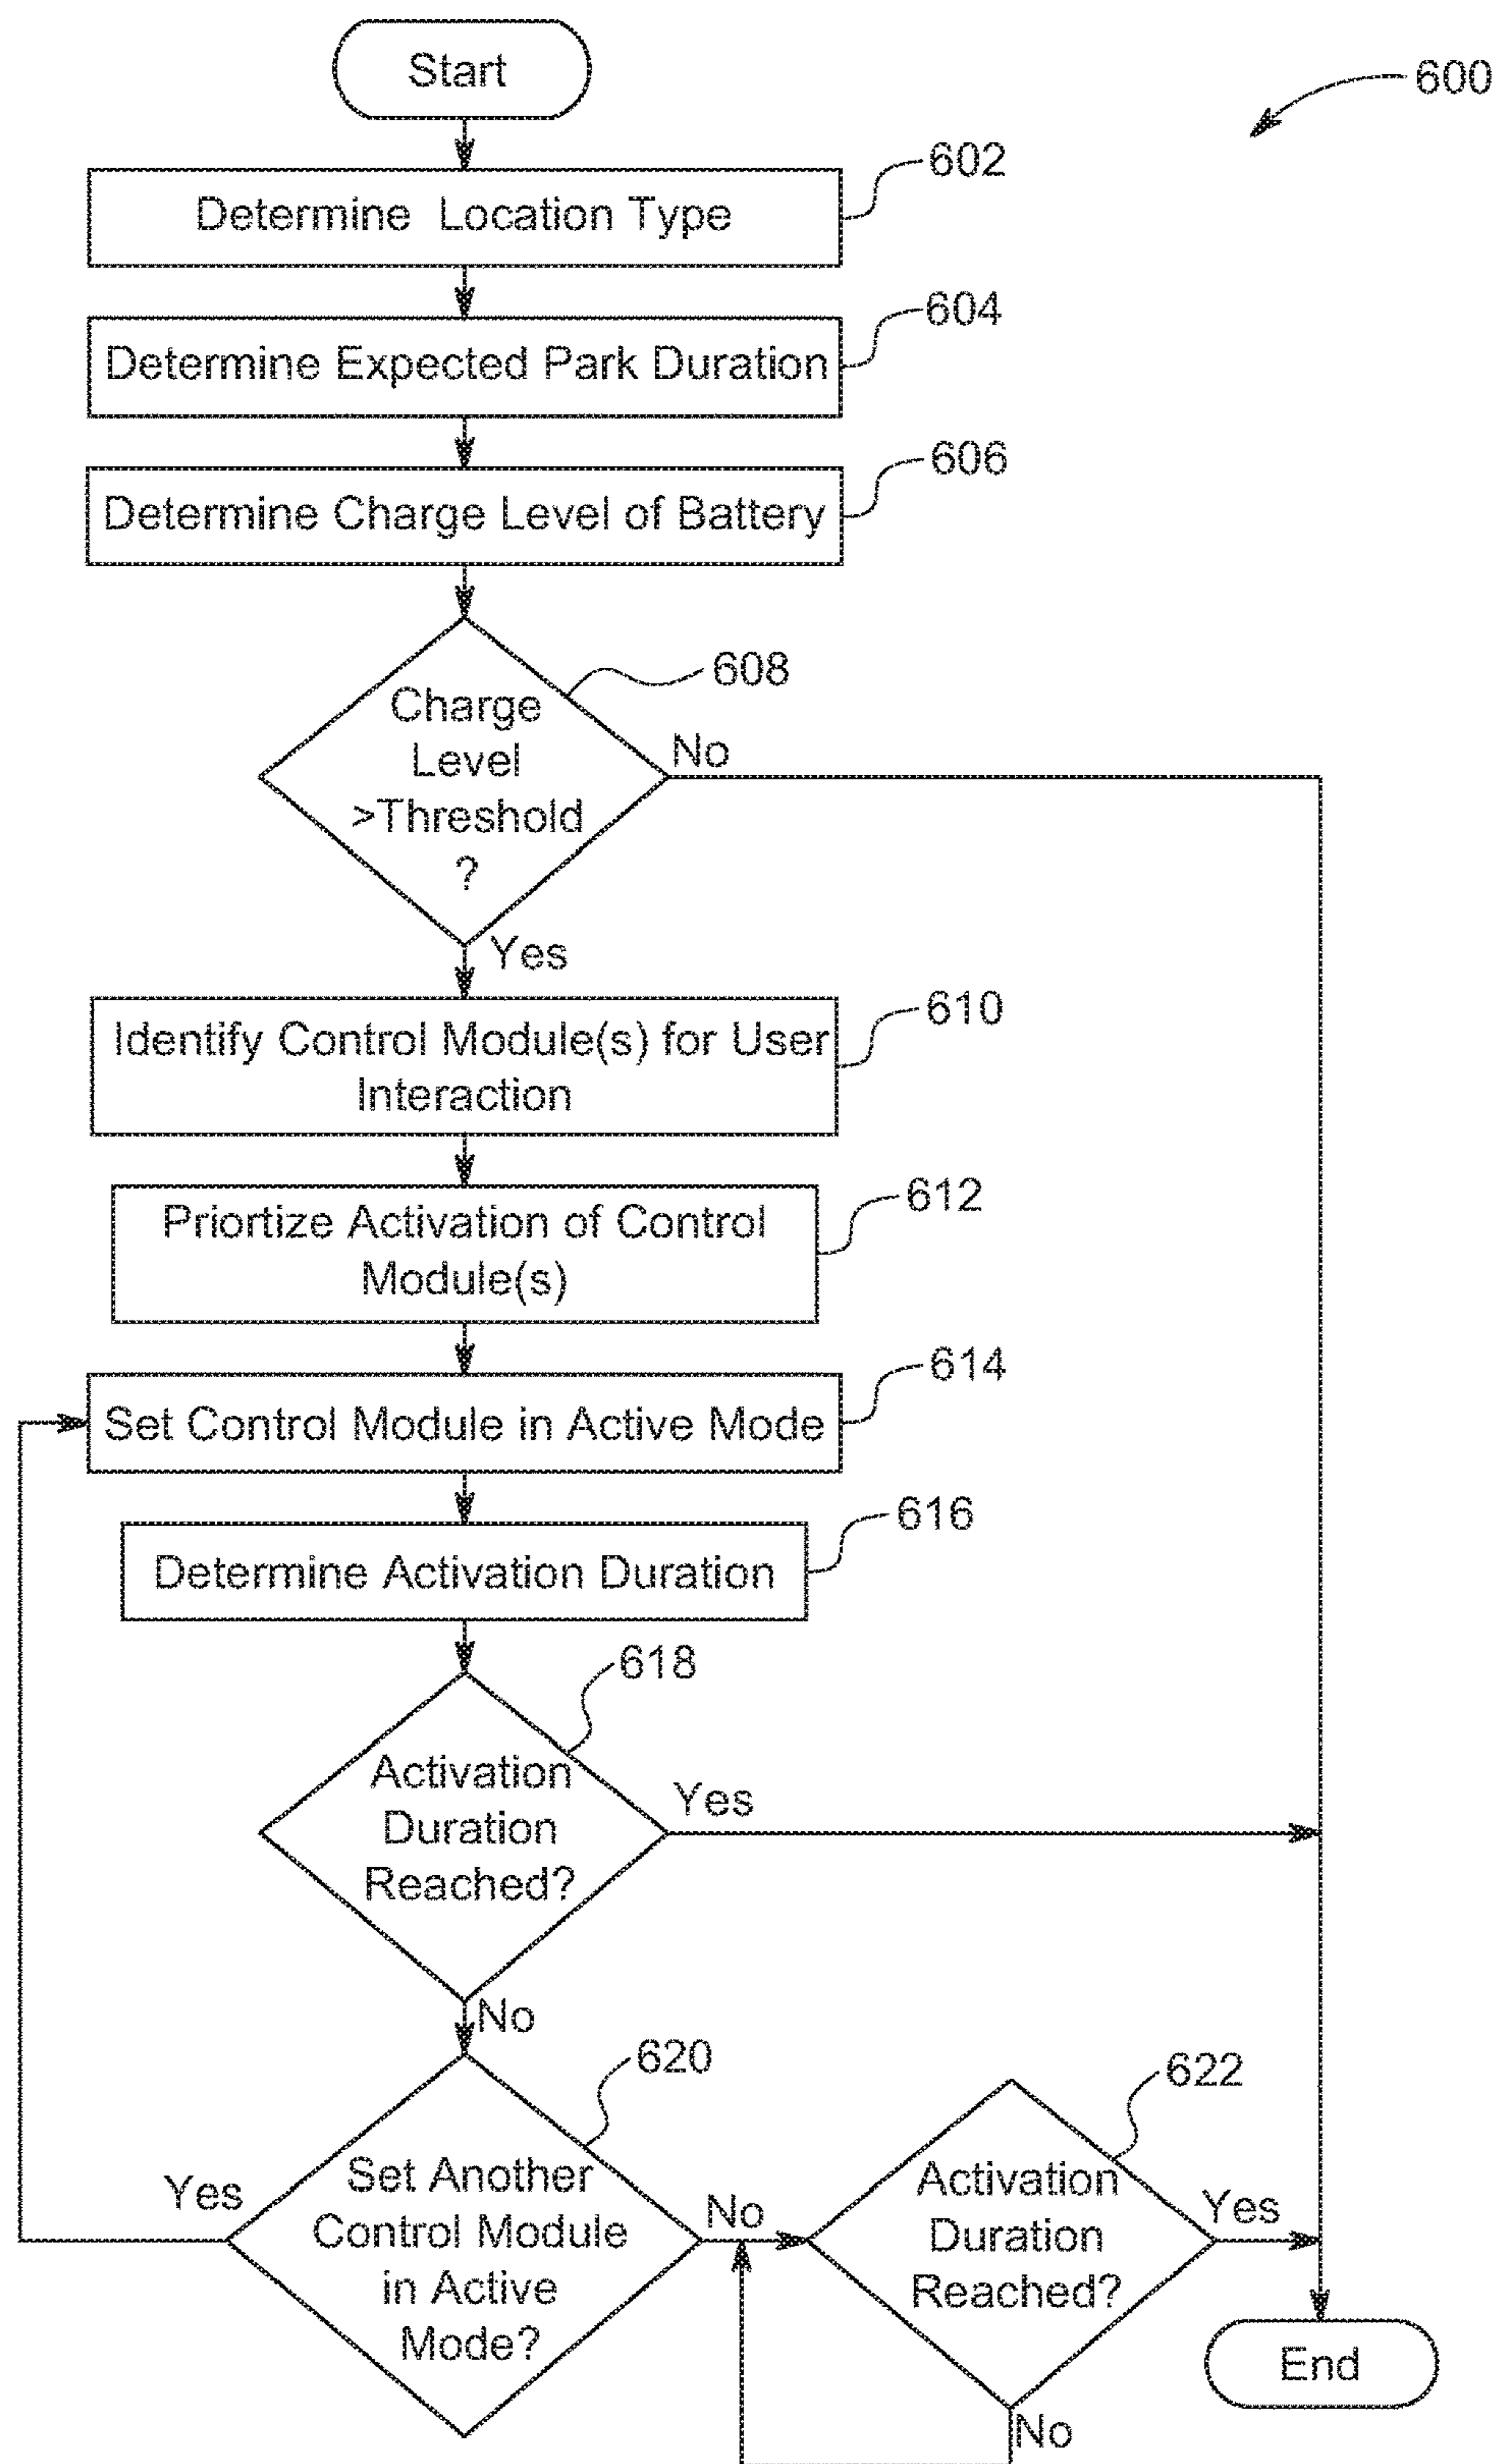 Start
600
602
Determine Location Type
604
Determine Expected Park Duration
606
Determine Charge Level of Battery
608
Charge
Level
>Threshold
?
No
Yes
610
Identify Control Module(s) for User
Interaction
612
Priortize Activation of Control
Module(s)
614
Set Control Module in Active Mode
616
Determine Activation Duration
618
Activation
Duration
Reached?
Yes
No
620
622
Set Another
Control Module
in Active
Mode?
Yes
No
Activation
Duration
Reached?
Yes
No
End